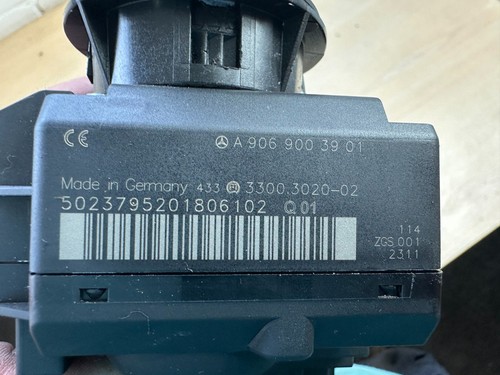 CE
A 906 900 39 01
Made in Germany 433 3300.3020-02
5023795201806102 Q01
114
ZGS 001
2311